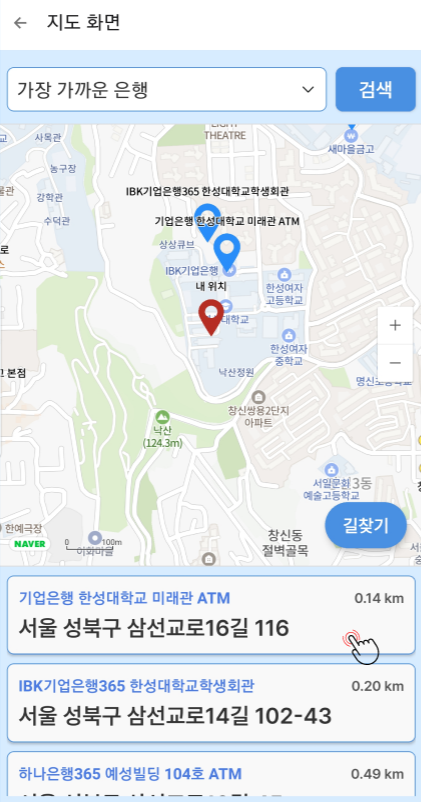 지도 화면
가장 가까운 은행
검색
THEATRE
사목관
새마을금고
농구장
강학관
IBK기업은행365 한성대학교학생회관
수덕관
기업은행 한성대학교 미래관 ATM
상상큐브
IBK기업은행
내 위치
한성여자
고등학교
대학교
+
한성여자
중학교
−
본점
낙산정원
명신초등학교
창신쌍용2단지
아파트
낙산
(124.3m)
서일문화
예술고등학교
3동
길찾기
한예극장
NAVER
0
100m
이화마을
창신동
절벽골목
기업은행 한성대학교 미래관 ATM
0.14 km
서울 성북구 삼선교로16길 116
IBK기업은행365 한성대학교학생회관
0.20 km
서울 성북구 삼선교로14길 102-43
하나은행365 예성빌딩 104호 ATM
0.49 km